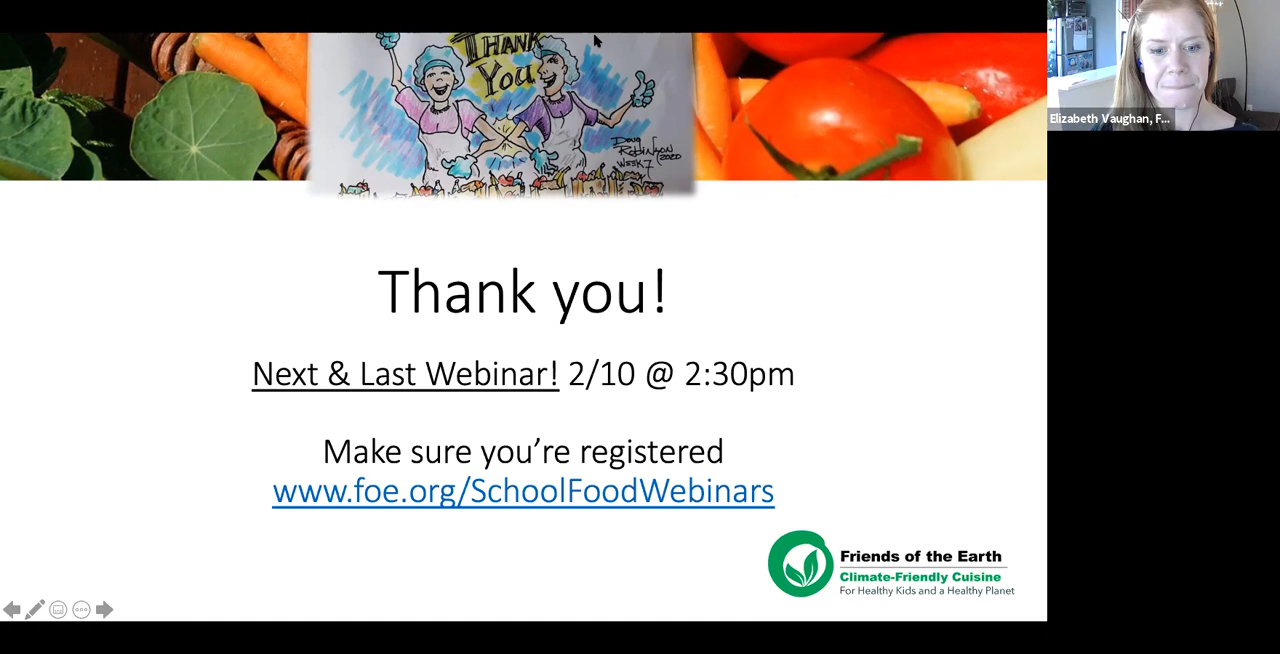 THANK
YOU
DOUG
ROBINSON
2020
WEEK 7
Elizabeth Vaughan, F...
Thank you!
Next & Last Webinar! 2/10 @ 2:30pm
Make sure you’re registered
www.foe.org/SchoolFoodWebinars
Friends of the Earth
Climate-Friendly Cuisine
For Healthy Kids and a Healthy Planet